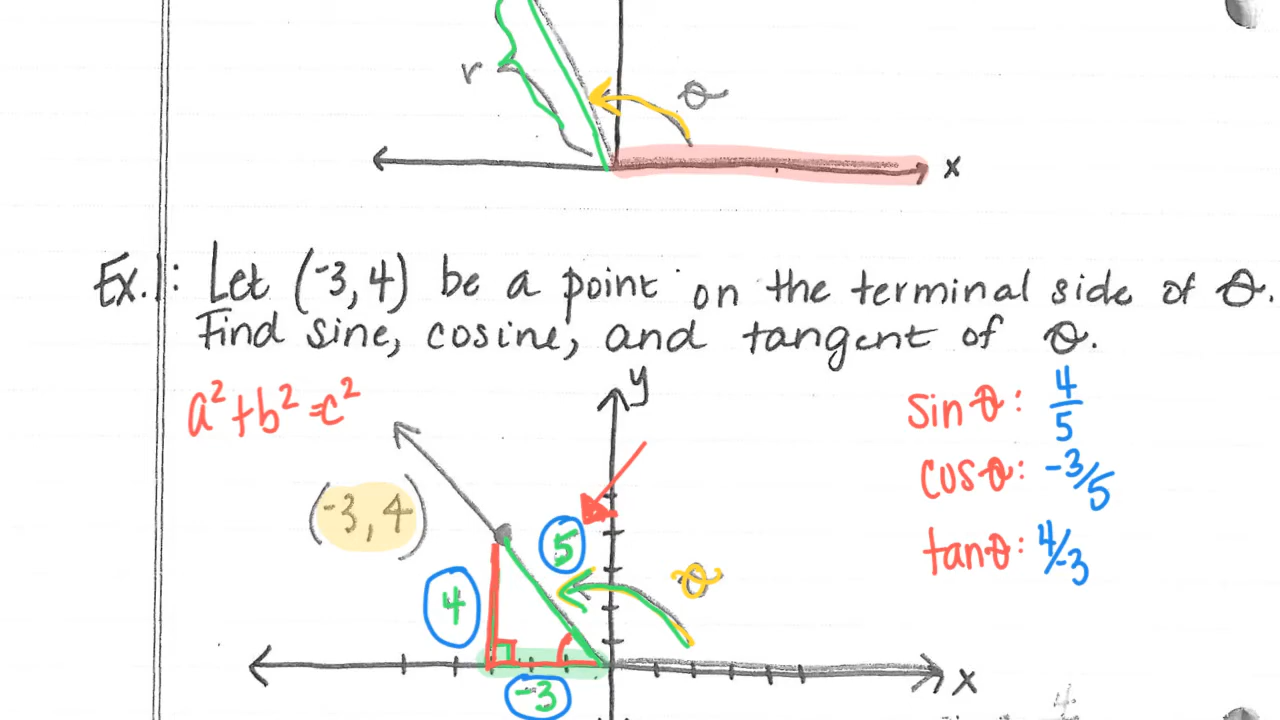 r
θ
x
Ex. 1: Let (-3, 4) be a point on the terminal side of θ.
Find sine, cosine, and tangent of θ.
a² + b² = c²
y
sin θ: 4/5
cos θ: -3/5
tan θ: 4/-3
(-3, 4)
5
θ
4
-3
x